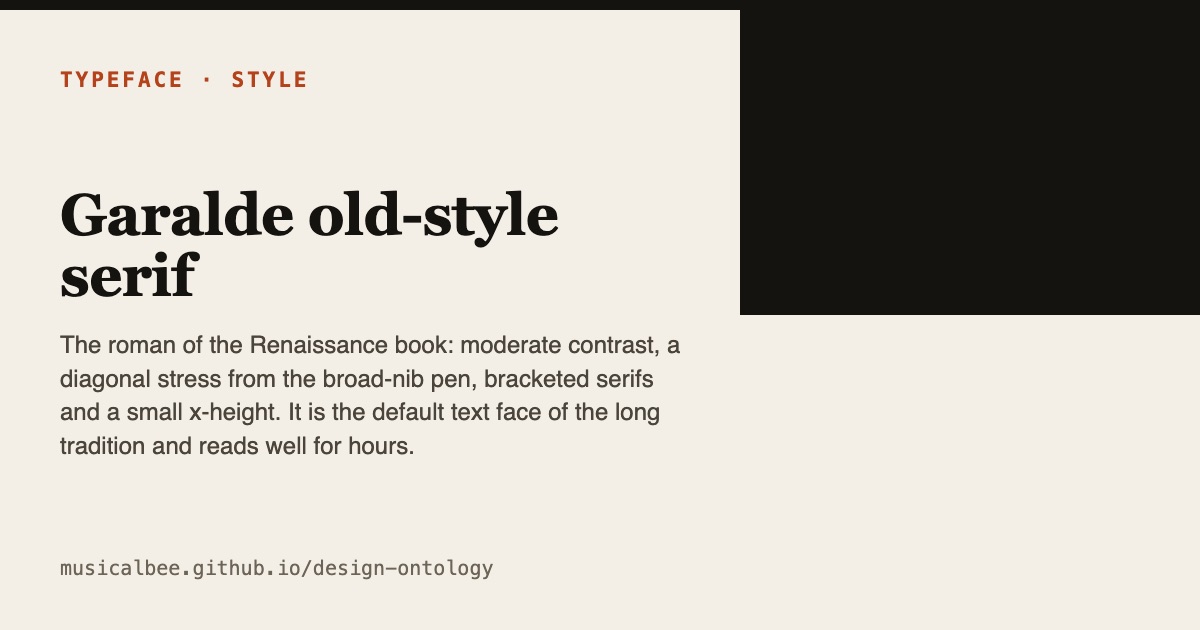 TYPEFACE · STYLE
Garalde old-style
serif
The roman of the Renaissance book: moderate contrast, a
diagonal stress from the broad-nib pen, bracketed serifs
and a small x-height. It is the default text face of the long
tradition and reads well for hours.
musicalbee.github.io/design-ontology